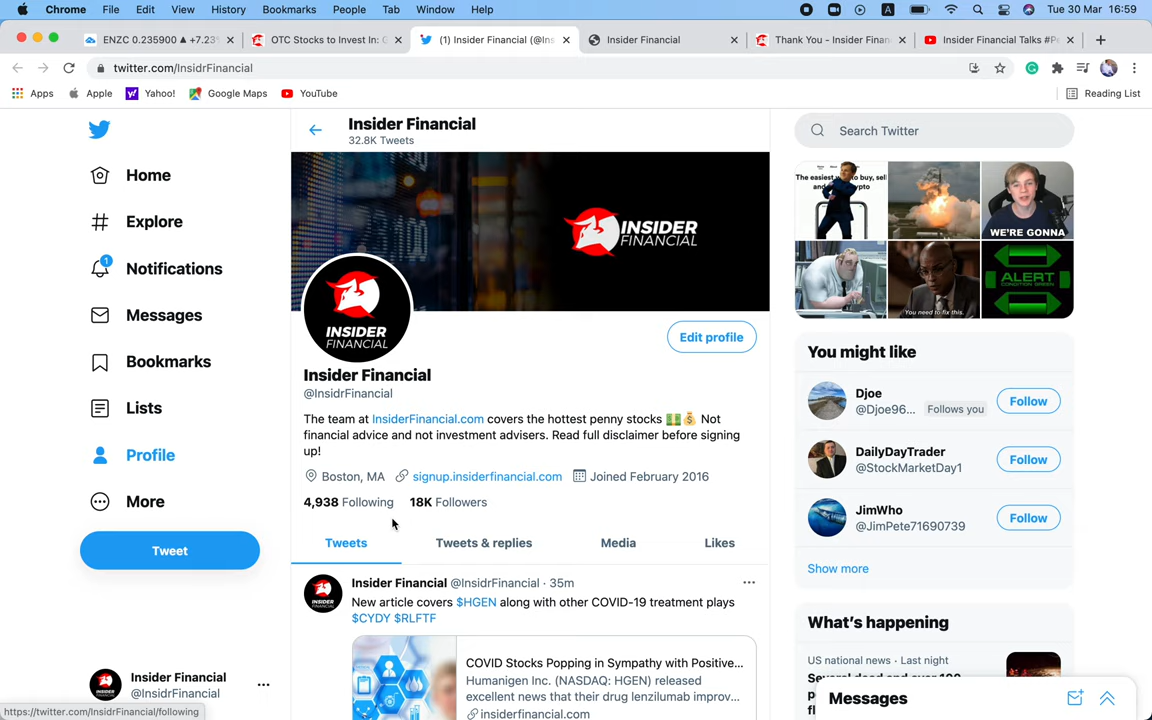 Chrome File Edit View History Bookmarks People Tab Window Help
A
Tue 30 Mar 16:59
ENZC 0.235900 ▲ +7.23%
OTC Stocks to Invest In: G
(1) Insider Financial (@Ins
Insider Financial
Thank You - Insider Finan
Insider Financial Talks #P
twitter.com/InsidrFinancial
Apps Apple Yahoo! Google Maps YouTube Reading List
Home
Explore
1
Notifications
Messages
Bookmarks
Lists
Profile
More
Tweet
Insider Financial
@InsidrFinancial
https://twitter.com/InsidrFinancial/following
Insider Financial
32.8K Tweets
INSIDER
FINANCIAL
INSIDER
FINANCIAL
Edit profile
Insider Financial
@InsidrFinancial
The team at InsiderFinancial.com covers the hottest penny stocks 💵💰 Not
financial advice and not investment advisers. Read full disclaimer before signing
up!
Boston, MA signup.insiderfinancial.com Joined February 2016
4,938 Following 18K Followers
Tweets Tweets & replies Media Likes
Insider Financial @InsidrFinancial · 35m
New article covers $HGEN along with other COVID-19 treatment plays
$CYDY $RLFTF
COVID Stocks Popping in Sympathy with Positive...
Humanigen Inc. (NASDAQ: HGEN) released
excellent news that their drug lenzilumab improv...
insiderfinancial.com
Search Twitter
The easiest to buy, sell
WE'RE GONNA
You need to fix this.
ALERT
CONDITION GREEN
You might like
Djoe
@Djoe96... Follows you
Follow
DailyDayTrader
@StockMarketDay1
Follow
JimWho
@JimPete71690739
Follow
Show more
What's happening
US national news · Last night
Messages